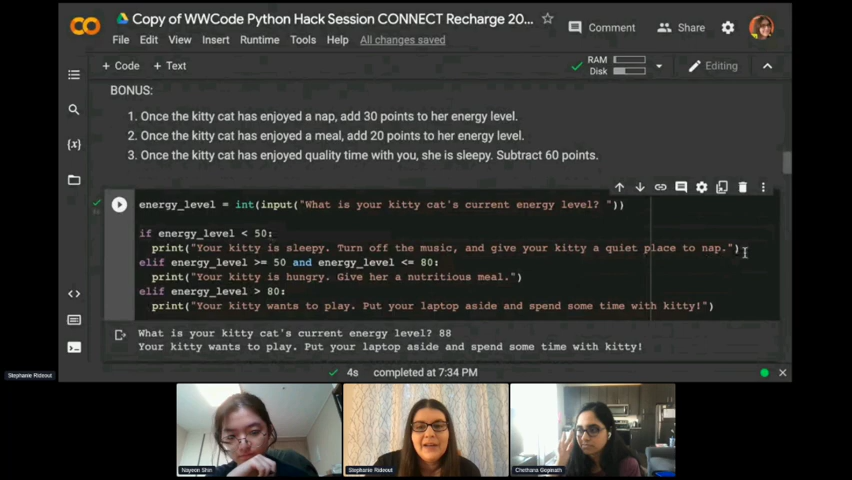 Copy of WWCode Python Hack Session CONNECT Recharge 20...
Comment
Share
File Edit View Insert Runtime Tools Help All changes saved
+ Code + Text
RAM
Disk
Editing
BONUS:
1. Once the kitty cat has enjoyed a nap, add 30 points to her energy level.
2. Once the kitty cat has enjoyed a meal, add 20 points to her energy level.
3. Once the kitty cat has enjoyed quality time with you, she is sleepy. Subtract 60 points.
energy_level = int(input("What is your kitty cat's current energy level? "))
if energy_level < 50:
print("Your kitty is sleepy. Turn off the music, and give your kitty a quiet place to nap.")
elif energy_level >= 50 and energy_level <= 80:
print("Your kitty is hungry. Give her a nutritious meal.")
elif energy_level > 80:
print("Your kitty wants to play. Put your laptop aside and spend some time with kitty!")
What is your kitty cat's current energy level? 88
Your kitty wants to play. Put your laptop aside and spend some time with kitty!
4s completed at 7:34 PM
Stephanie Rideout
Nayeon Shin
Stephanie Rideout
Chethana Gopinath